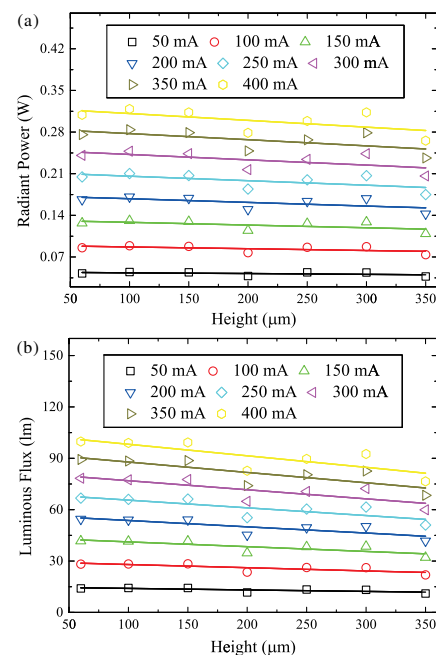 (a)
50 mA 100 mA 150 mA
200 mA 250 mA 300 mA
350 mA 400 mA
Radiant Power (W)
0.42
0.35
0.28
0.21
0.14
0.07
50 100 150 200 250 300 350
Height (μm)
(b)
50 mA 100 mA 150 mA
200 mA 250 mA 300 mA
350 mA 400 mA
Luminous Flux (lm)
150
120
90
60
30
0
50 100 150 200 250 300 350
Height (μm)